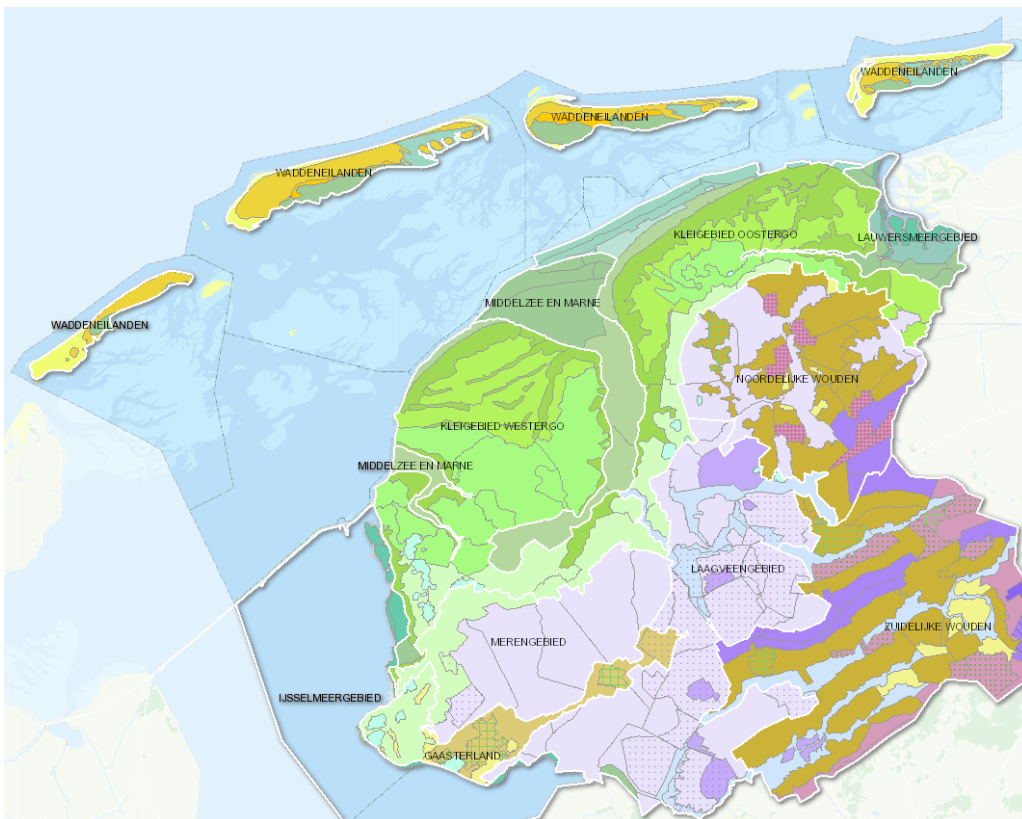 WADDENEILANDEN
WADDENEILANDEN
WADDENEILANDEN
KLEIGEBIED OOSTERGO
LAUWERSMEERGEBIED
MIDDELZEE EN MARNE
WADDENEILANDEN
NOORDELIJKE WOUDEN
KLEIGEBIED WESTERGO
MIDDELZEE EN MARNE
LAAGVEENGEBIED
ZUIDELIJKE WOUDEN
MERENGEBIED
IJSSELMEERGEBIED
GAASTERLAND